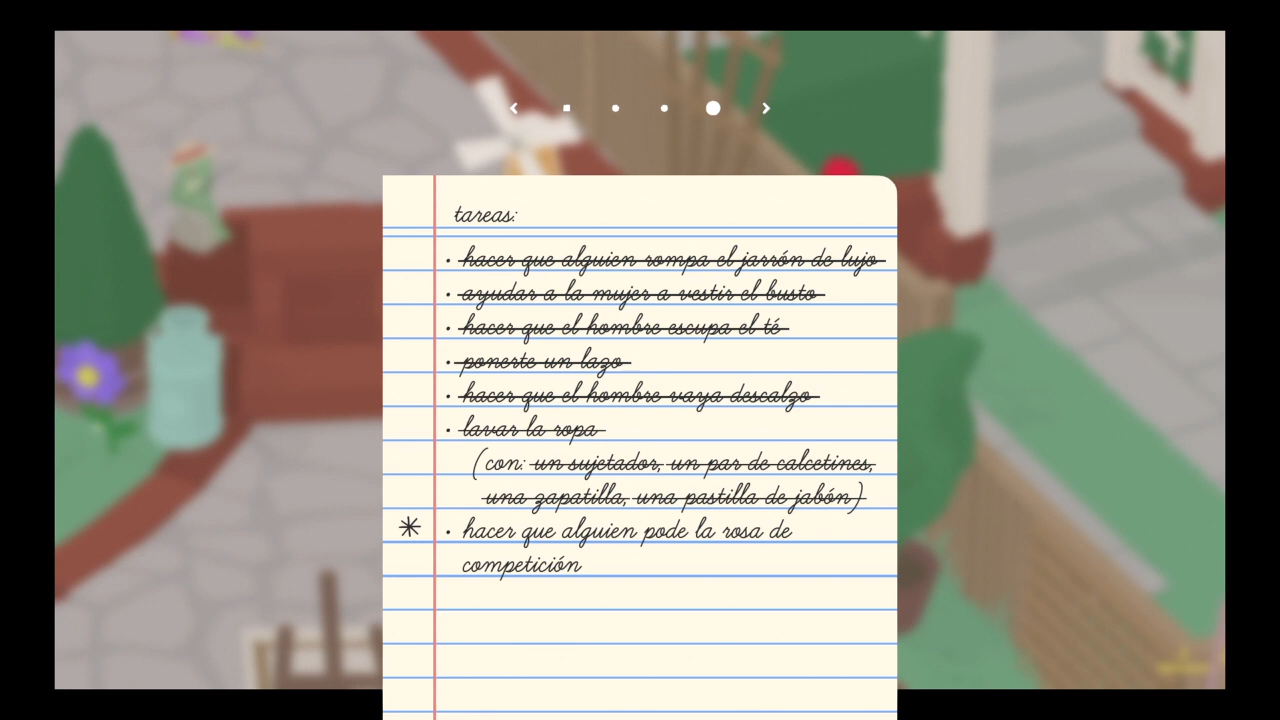 tareas:
· hacer que alguien rompa el jarrón de lujo
· ayudar a la mujer a vestir el busto
· hacer que el hombre escupa el té
· ponerte un lazo
· hacer que el hombre vaya descalzo
· lavar la ropa
(con: un sujetador, un par de calcetines,
una zapatilla, una pastilla de jabón)
* · hacer que alguien pode la rosa de
competición